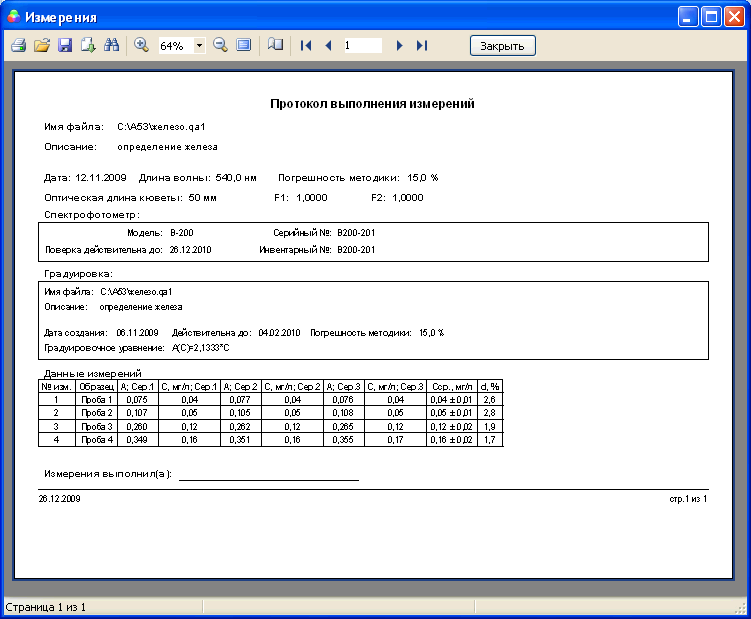 Измерения
64% 1 Закрыть
Протокол выполнения измерений
Имя файла: C:\A53\железо.qa1
Описание: определение железа
Дата: 12.11.2009 Длина волны: 540,0 нм Погрешность методики: 15,0 %
Оптическая длина кюветы: 50 мм F1: 1,0000 F2: 1,0000
Спектрофотометр:
Модель: B-200 Серийный №: B200-201
Поверка действительна до: 26.12.2010 Инвентарный №: B200-201
Градуировка:
Имя файла: C:\A53\железо.qa1
Описание: определение железа
Дата создания: 06.11.2009 Действительна до: 04.02.2010 Погрешность методики: 15,0 %
Градуировочное уравнение: A(C)=2,1333*C
Данные измерений
№ изм. Образец A; Сер.1 C, мг/л; Сер.1 A; Сер.2 C, мг/л; Сер.2 A; Сер.3 C, мг/л; Сер.3 Cср., мг/л d, %
1 Проба 1 0,075 0,04 0,077 0,04 0,076 0,04 0,04 ±0,01 2,6
2 Проба 2 0,107 0,05 0,105 0,05 0,108 0,05 0,05 ±0,01 2,8
3 Проба 3 0,260 0,12 0,262 0,12 0,265 0,12 0,12 ±0,02 1,9
4 Проба 4 0,349 0,16 0,351 0,16 0,355 0,17 0,16 ±0,02 1,7
Измерения выполнил(а):
26.12.2009 стр.1 из 1
Страница 1 из 1